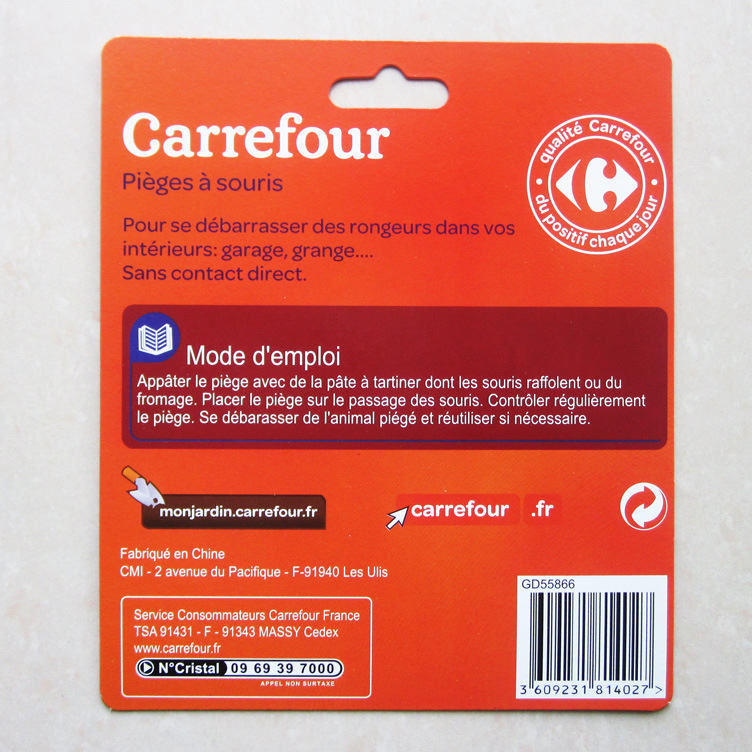 Carrefour
qualité Carrefour
du positif chaque jour
Pièges à souris
Pour se débarrasser des rongeurs dans vos
intérieurs: garage, grange....
Sans contact direct.
Mode d'emploi
Appâter le piège avec de la pâte à tartiner dont les souris raffolent ou du
fromage. Placer le piège sur le passage des souris. Contrôler régulièrement
le piège. Se débarasser de l'animal piégé et réutiliser si nécessaire.
monjardin.carrefour.fr
carrefour .fr
Fabriqué en Chine
CMI - 2 avenue du Pacifique - F-91940 Les Ulis
Service Consommateurs Carrefour France
TSA 91431 - F - 91343 MASSY Cedex
www.carrefour.fr
N°Cristal 09 69 39 7000
APPEL NON SURTAXE
GD55866
3 609231 814027 >